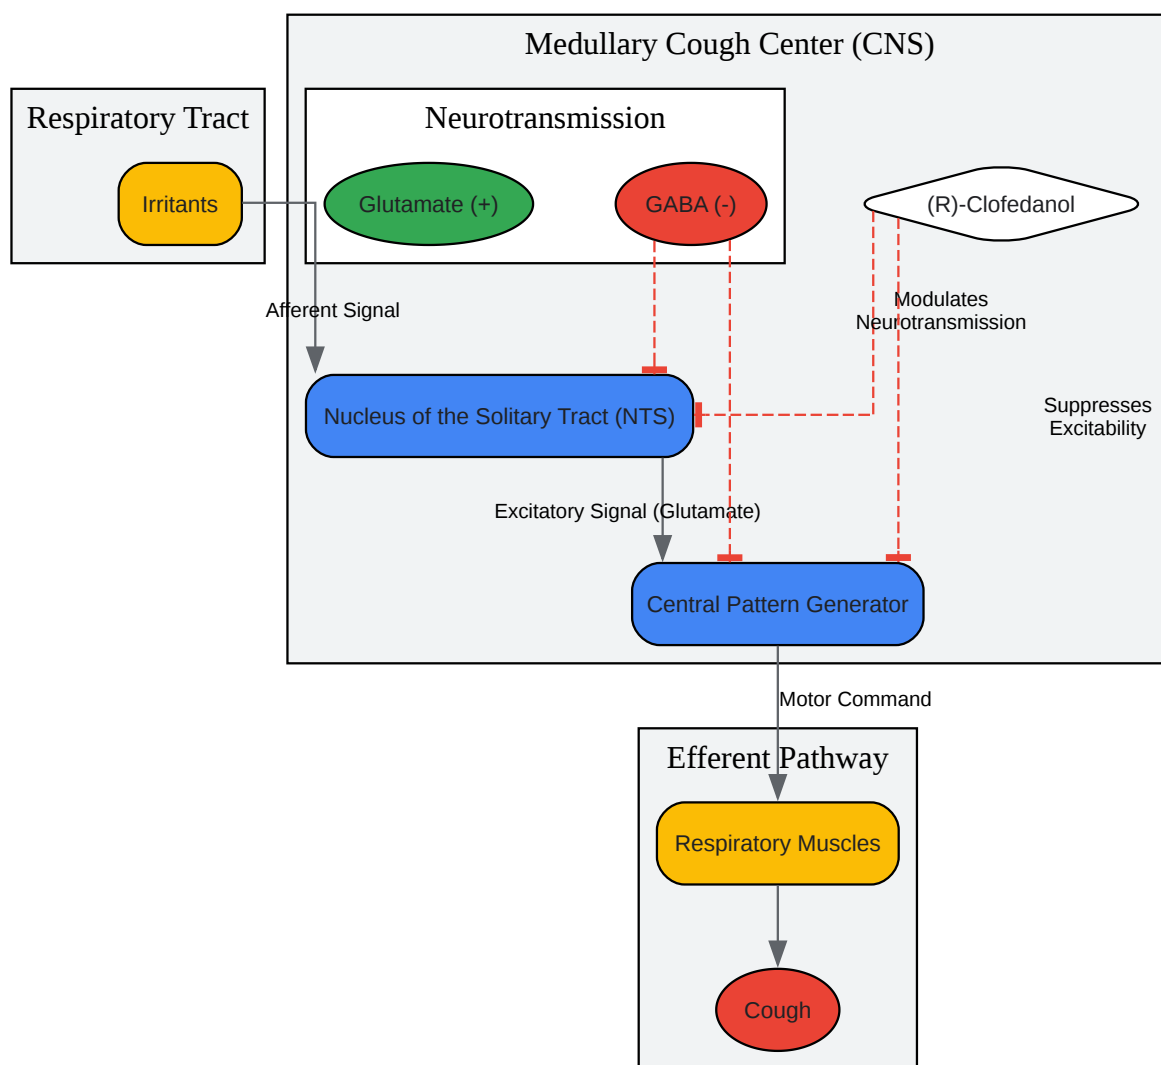 Medullary Cough Center (CNS)
Respiratory Tract
Neurotransmission
Irritants
Glutamate (+)
GABA (-)
(R)-Clofedanol
Afferent Signal
Modulates
Neurotransmission
Nucleus of the Solitary Tract (NTS)
Suppresses
Excitability
Excitatory Signal (Glutamate)
Central Pattern Generator
Motor Command
Efferent Pathway
Respiratory Muscles
Cough